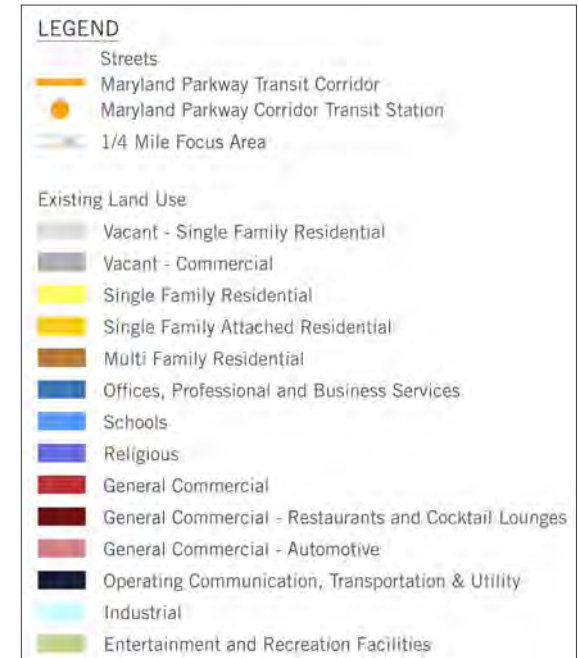 LEGEND
Streets
Maryland Parkway Transit Corridor
Maryland Parkway Corridor Transit Station
1/4 Mile Focus Area
Existing Land Use
Vacant - Single Family Residential
Vacant - Commercial
Single Family Residential
Single Family Attached Residential
Multi Family Residential
Offices, Professional and Business Services
Schools
Religious
General Commercial
General Commercial - Restaurants and Cocktail Lounges
General Commercial - Automotive
Operating Communication, Transportation & Utility
Industrial
Entertainment and Recreation Facilities